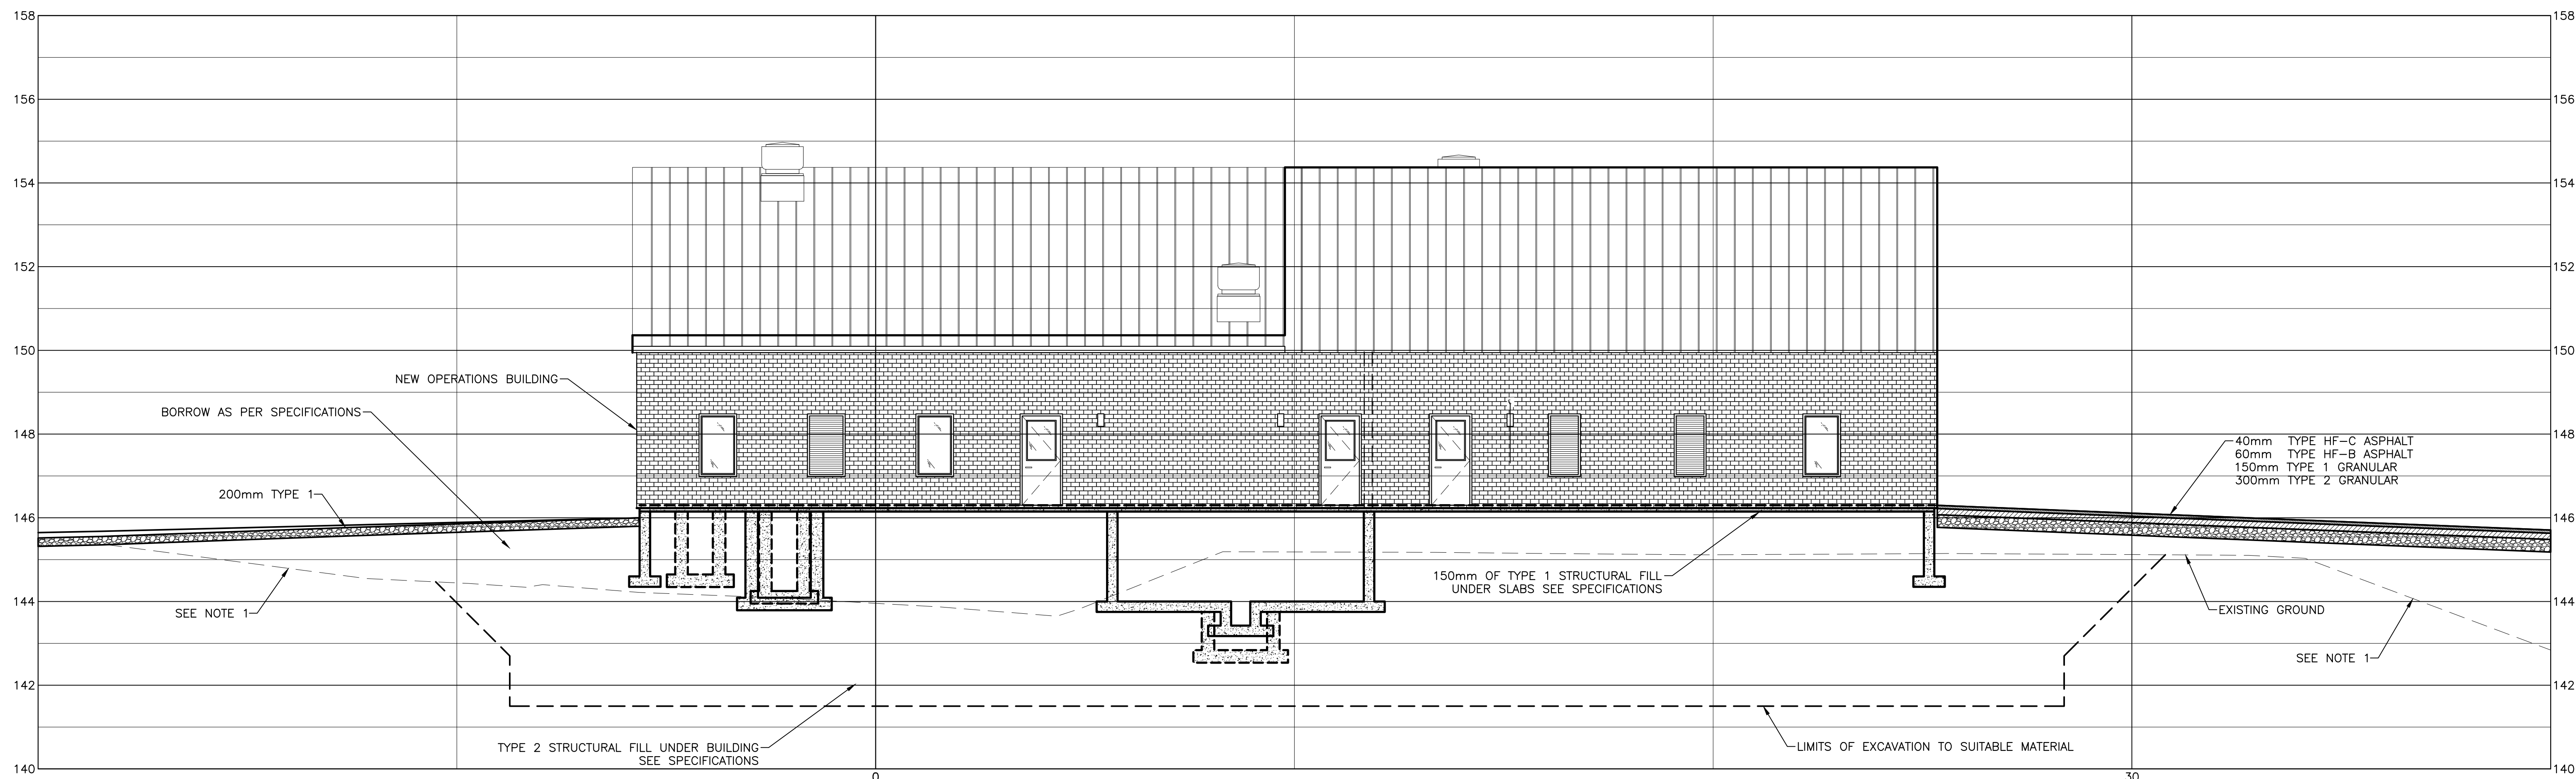 158
158
156
156
154
154
152
152
150
150
NEW OPERATIONS BUILDING
BORROW AS PER SPECIFICATIONS
148
148
40mm TYPE HF-C ASPHALT
60mm TYPE HF-B ASPHALT
150mm TYPE 1 GRANULAR
300mm TYPE 2 GRANULAR
200mm TYPE 1
146
146
150mm OF TYPE 1 STRUCTURAL FILL
UNDER SLABS SEE SPECIFICATIONS
144
144
SEE NOTE 1
EXISTING GROUND
SEE NOTE 1
142
142
TYPE 2 STRUCTURAL FILL UNDER BUILDING
SEE SPECIFICATIONS
LIMITS OF EXCAVATION TO SUITABLE MATERIAL
140
140
0
30